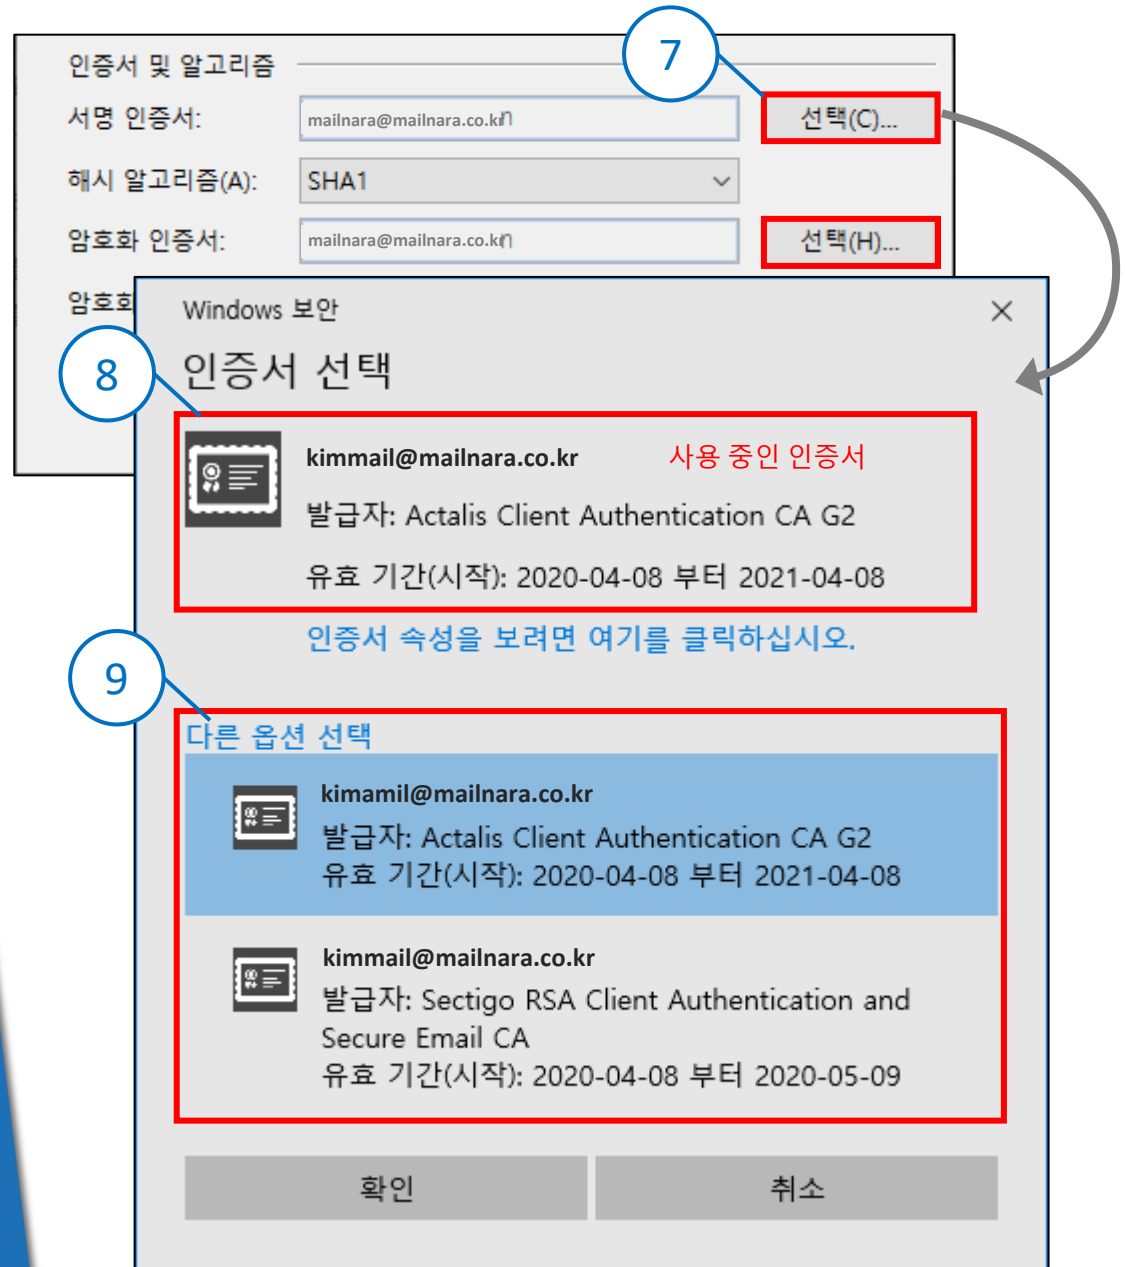 7
인증서 및 알고리즘
서명 인증서: mailnara@mailnara.co.kr 선택(C)...
해시 알고리즘(A): SHA1
암호화 인증서: mailnara@mailnara.co.kr 선택(H)...
암호화
Windows 보안
8
인증서 선택
kimmail@mailnara.co.kr 사용 중인 인증서
발급자: Actalis Client Authentication CA G2
유효 기간(시작): 2020-04-08 부터 2021-04-08
인증서 속성을 보려면 여기를 클릭하십시오.
9
다른 옵션 선택
kimamil@mailnara.co.kr
발급자: Actalis Client Authentication CA G2
유효 기간(시작): 2020-04-08 부터 2021-04-08
kimmail@mailnara.co.kr
발급자: Sectigo RSA Client Authentication and
Secure Email CA
유효 기간(시작): 2020-04-08 부터 2020-05-09
확인 취소